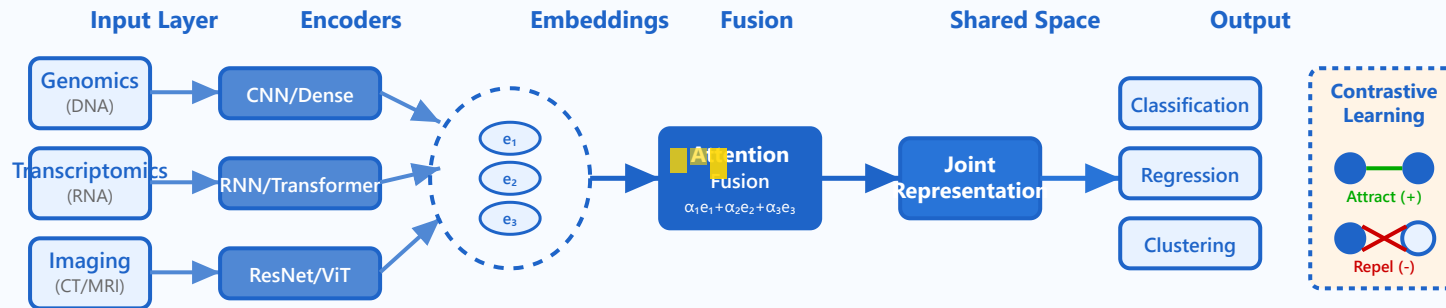 Input Layer
Encoders
Embeddings
Fusion
Shared Space
Output
Genomics
(DNA)
Transcriptomics
(RNA)
Imaging
(CT/MRI)
CNN/Dense
RNN/Transformer
ResNet/ViT
e₁
e₂
e₃
Attention
Fusion
α₁e₁+α₂e₂+α₃e₃
Joint
Representation
Classification
Regression
Clustering
Contrastive
Learning
Attract (+)
Repel (-)